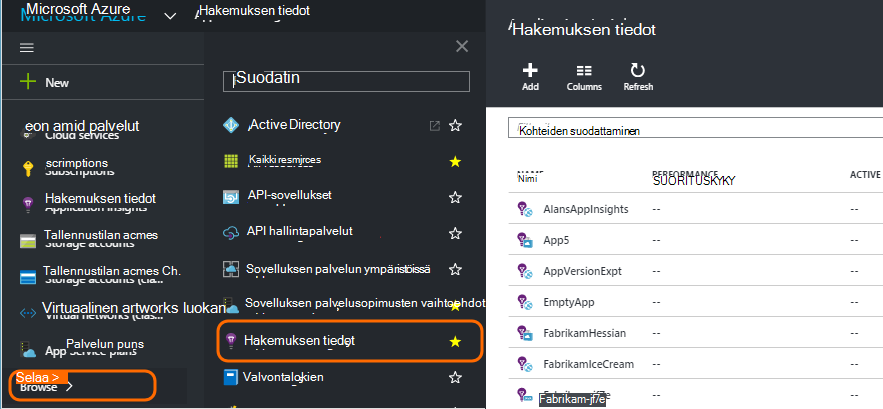 Microsoft Azure
Hakemuksen tiedot
New
eon amid palvelut
Cloud services
scrimptions
Subscriptions
Hakemuksen tiedot
Application Insights
Tallennustilan acmes
Storage accounts
Tallennustilan acmes Ch.
Storage accounts (cla...
Virtuaalinen artworks luokan
Virtual networks (clas...
Palvelun puns
App Service plans
Selaa >
Browse >
Suodatin
Active Directory
Kaikki resmjrces
API-sovellukset
API hallintapalvelut
Sovelluksen palvelun ympäristöissä
Sovelluksen palvelusopimusten vaihtoehdot
Hakemuksen tiedot
Valvontalokien
Hakemuksen tiedot
Add
Columns
Refresh
Kohteiden suodattaminen
NAME PERFORMANCE ACTIVE
Nimi SUORITUSKYKY
AlansAppInsights -- --
App5 -- --
AppVersionExpt -- --
EmptyApp -- --
FabrikamHessian -- --
FabrikamIceCream -- --
Fabrikam-jf7e -- --